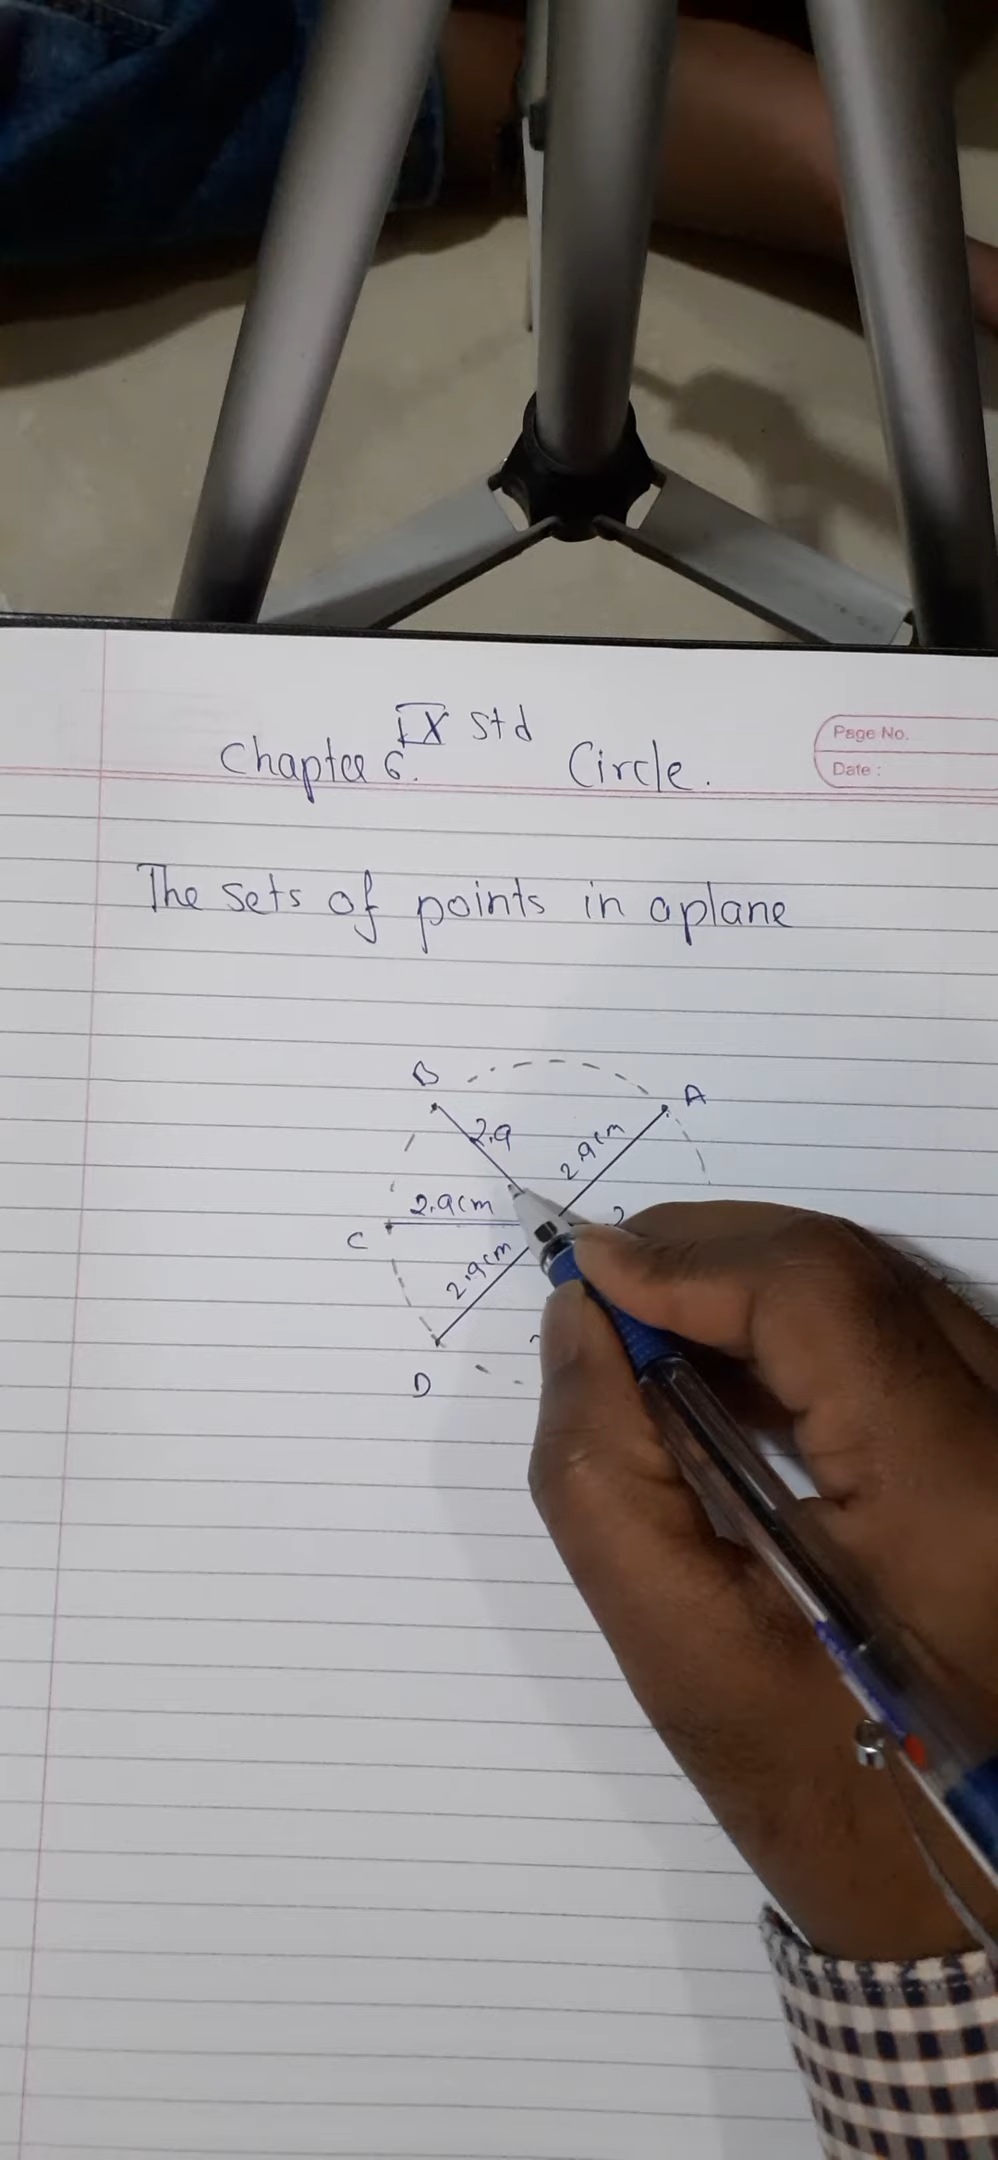 IX std
Chapter 6. Circle.
Page No.
Date :
The sets of points in a plane
B
A
2.9
2.9cm
2.9cm
C
2.9cm
D